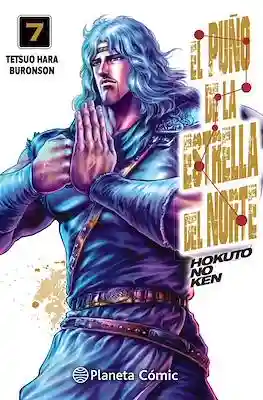 7
TETSUO HARA
BURONSON
EL PUÑO
DE LA
ESTRELLA
DEL NORTE
HOKUTO
NO
KEN
Planeta Cómic